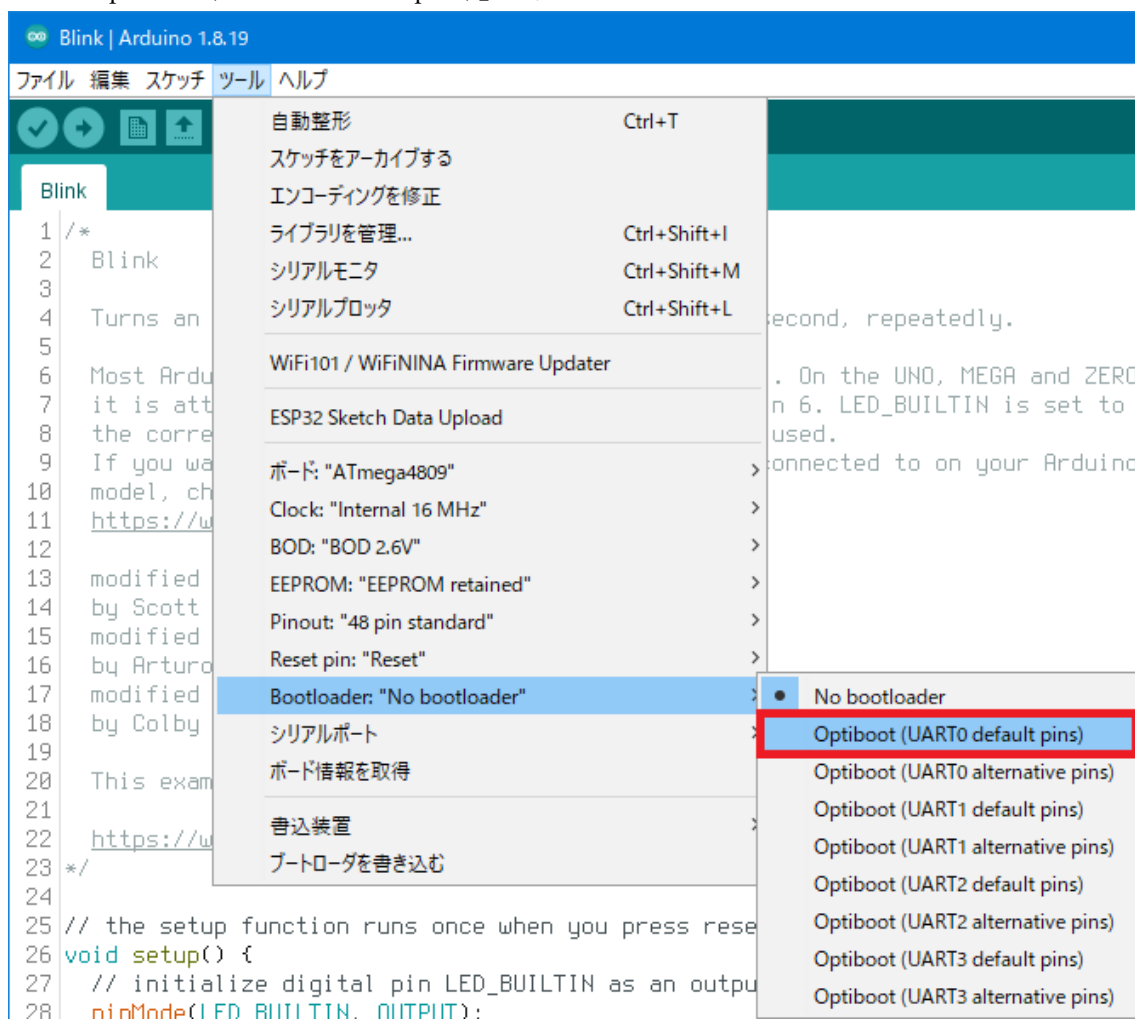 Blink | Arduino 1.8.19
ファイル 編集 スケッチ ツール ヘルプ
自動整形 Ctrl+T
スケッチをアーカイブする
エンコーディングを修正
ライブラリを管理... Ctrl+Shift+I
シリアルモニタ Ctrl+Shift+M
シリアルプロッタ Ctrl+Shift+L
WiFi101 / WiFiNINA Firmware Updater
ESP32 Sketch Data Upload
ボード: "ATmega4809"
Clock: "Internal 16 MHz"
BOD: "BOD 2.6V"
EEPROM: "EEPROM retained"
Pinout: "48 pin standard"
Reset pin: "Reset"
Bootloader: "No bootloader"
シリアルポート
ボード情報を取得
書込装置
ブートローダを書き込む
No bootloader
Optiboot (UART0 default pins)
Optiboot (UART0 alternative pins)
Optiboot (UART1 default pins)
Optiboot (UART1 alternative pins)
Optiboot (UART2 default pins)
Optiboot (UART2 alternative pins)
Optiboot (UART3 default pins)
Optiboot (UART3 alternative pins)
Blink
1 /*
2 Blink
3
4 Turns an econd, repeatedly.
5
6 Most Ardu . On the UNO, MEGA and ZERO
7 it is att n 6. LED_BUILTIN is set to
8 the corre used.
9 If you wa onnected to on your Arduino
10 model, ch
11 https://w
12
13 modified
14 by Scott
15 modified
16 by Arturo
17 modified
18 by Colby
19
20 This exam
21
22 https://w
23 */
24
25 // the setup function runs once when you press rese
26 void setup() {
27 // initialize digital pin LED_BUILTIN as an outpu
28 pinMode(LED_BUILTIN, OUTPUT);